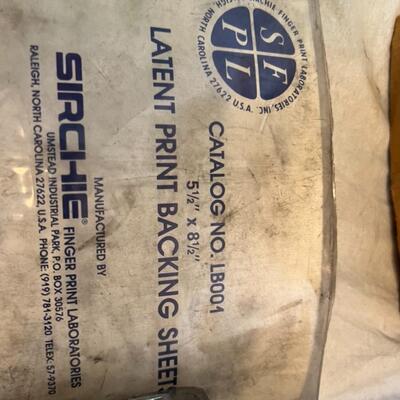 SIRCHIE FINGER PRINT LABORATORIES, INC.
NORTH CAROLINA 27622 U.S.A.
S F
P L
LATENT PRINT BACKING SHEETS
CATALOG NO. LB001
5½" x 8½"
MANUFACTURED BY
SIRCHIE® FINGER PRINT LABORATORIES
UMSTEAD INDUSTRIAL PARK, P.O. BOX 30576
RALEIGH, NORTH CAROLINA 27622 U.S.A. PHONE: (919) 781-3120 TELEX: 57-9370